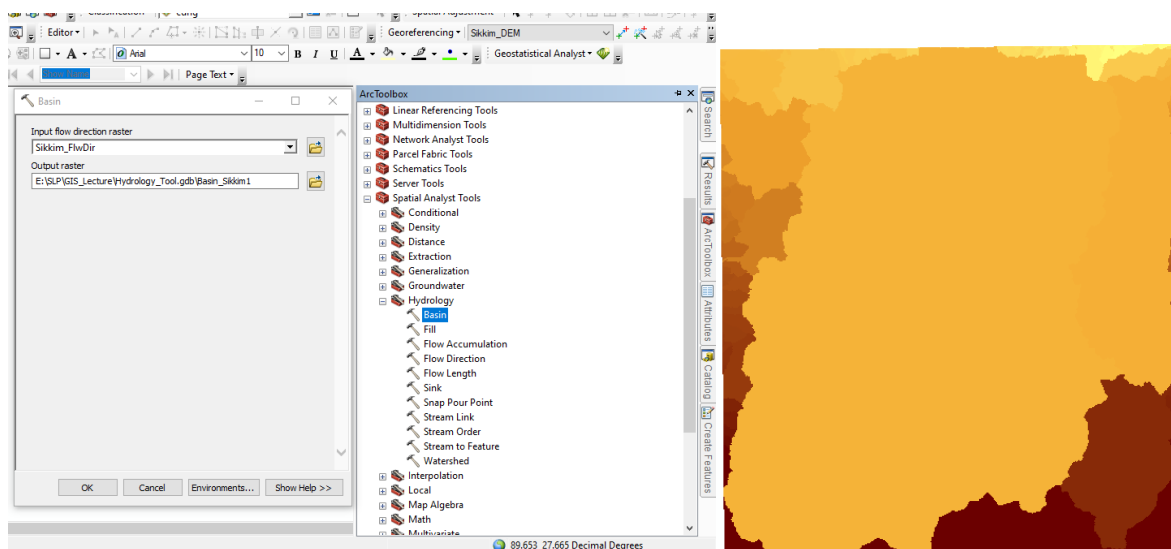 Editor
Georeferencing
Sikkim_DEM
Arial
10
B I U A
Geostatistical Analyst
Page Text
Basin
Input flow direction raster
Sikkim_FlwDir
Output raster
E:\SLP\GIS_Lecture\Hydrology_Tool.gdb\Basin_Sikkim1
OK
Cancel
Environments...
Show Help >>
ArcToolbox
Linear Referencing Tools
Multidimension Tools
Network Analyst Tools
Parcel Fabric Tools
Schematics Tools
Server Tools
Spatial Analyst Tools
Conditional
Density
Distance
Extraction
Generalization
Groundwater
Hydrology
Basin
Fill
Flow Accumulation
Flow Direction
Flow Length
Sink
Snap Pour Point
Stream Link
Stream Order
Stream to Feature
Watershed
Interpolation
Local
Map Algebra
Math
Multivariate
Search
Results
ArcToolbox
Attributes
Catalog
Create Features
89.653 27.665 Decimal Degrees